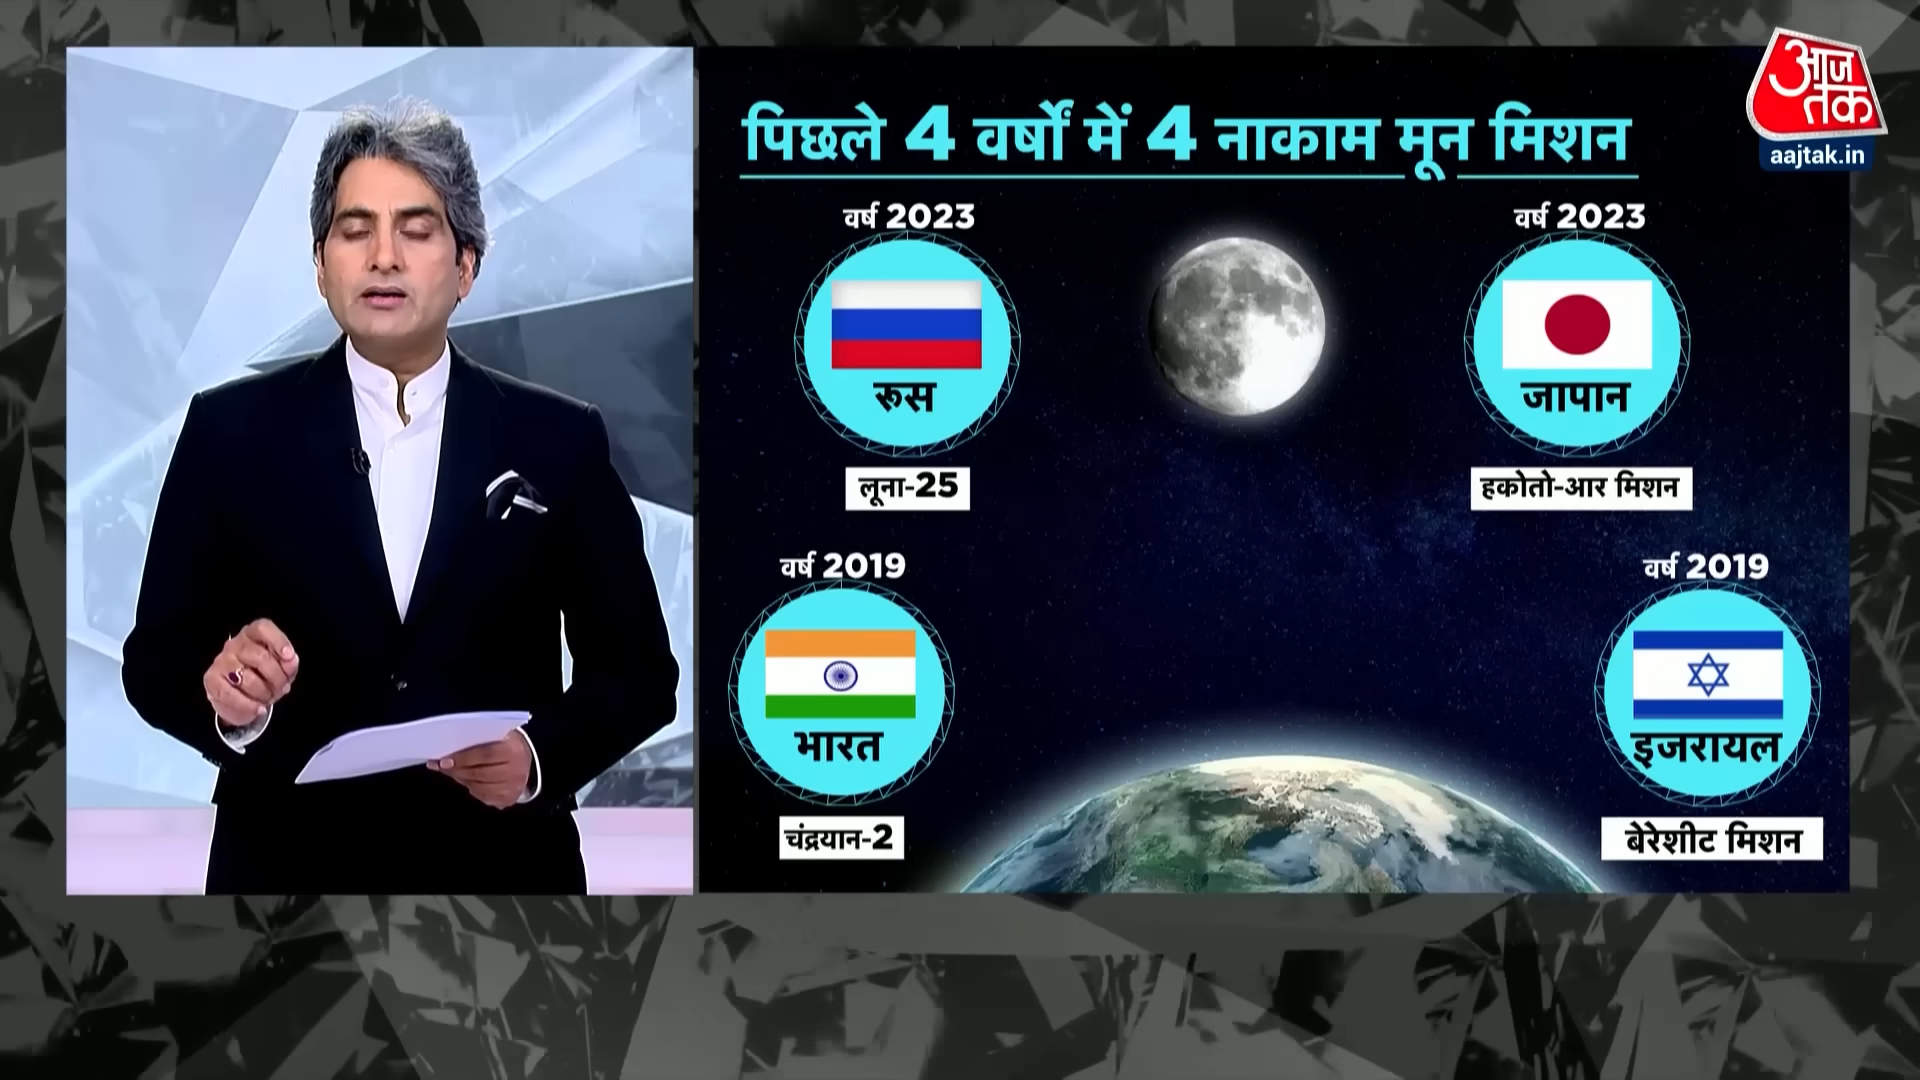 आज
तक
aajtak.in
पिछले 4 वर्षों में 4 नाकाम मून मिशन
वर्ष 2023
रूस
लूना-25
वर्ष 2023
जापान
हकोतो-आर मिशन
वर्ष 2019
भारत
चंद्रयान-2
वर्ष 2019
इजरायल
बेरेशीट मिशन